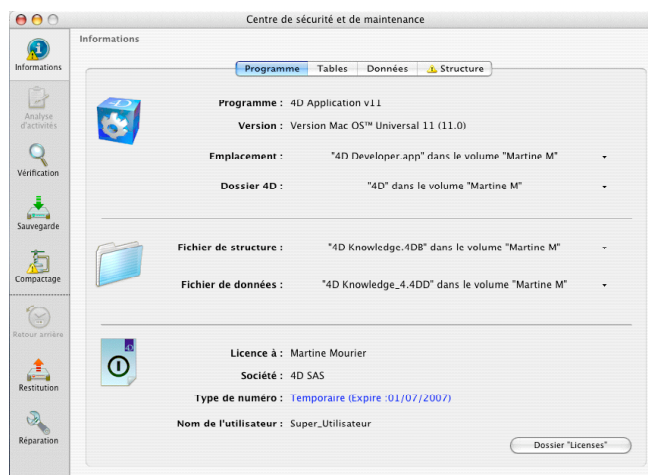 Centre de sécurité et de maintenance
Informations
Informations
Analyse
d'activités
Vérification
Sauvegarde
Compactage
Retour arrière
Restitution
Réparation
Programme Tables Données Structure
Programme : 4D Application v11
Version : Version Mac OS™ Universal 11 (11.0)
Emplacement : "4D Developer.app" dans le volume "Martine M"
Dossier 4D : "4D" dans le volume "Martine M"
Fichier de structure : "4D Knowledge.4DB" dans le volume "Martine M"
Fichier de données : "4D Knowledge_4.4DD" dans le volume "Martine M"
Licence à : Martine Mourier
Société : 4D SAS
Type de numéro : Temporaire (Expire :01/07/2007)
Nom de l'utilisateur : Super_Utilisateur
Dossier "Licenses"